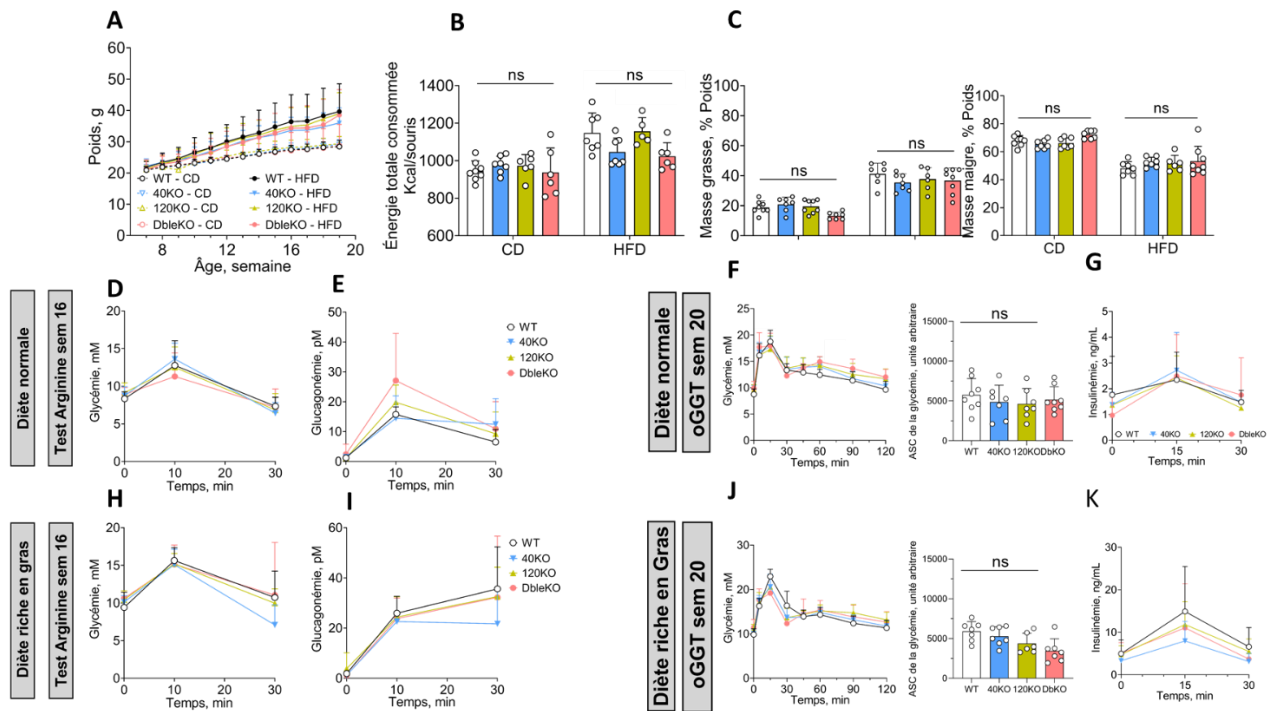 A
Poids, g
60
50
40
30
20
10
0
8
12
16
20
Âge, semaine
WT - CD
WT - HFD
40KO - CD
40KO - HFD
120KO - CD
120KO - HFD
DbleKO - CD
DbleKO - HFD
B
Énergie totale consommée
Kcal/souris
1400
1200
1000
800
600
ns
ns
CD
HFD
C
Masse grasse, % Poids
100
80
60
40
20
0
ns
ns
Masse maigre, % Poids
100
80
60
40
20
0
ns
ns
CD
HFD
Diète normale
Test Arginine sem 16
D
Glycémie, mM
20
15
10
5
0
0
10
20
30
Temps, min
E
Glucagonémie, pM
50
40
30
20
10
0
0
10
20
30
Temps, min
WT
40KO
120KO
DbleKO
Diète normale
oGGT sem 20
F
Glycémie, mM
25
20
15
10
5
0
0
30
60
90
120
Temps, min
ASC de la glycémie, unité arbitraire
15000
10000
5000
0
ns
WT
40KO
120KO
DbKO
G
Insulinémie, ng/mL
5
4
3
2
1
0
0
15
30
Temps, min
WT
40KO
120KO
DbleKO
Diète riche en gras
Test Arginine sem 16
H
Glycémie, mM
20
15
10
5
0
0
10
20
30
Temps, min
I
Glucagonémie, pM
60
40
20
0
0
10
20
30
Temps, min
WT
40KO
120KO
DbleKO
Diète riche en Gras
oGGT sem 20
J
Glycémie, mM
30
20
10
0
0
30
60
90
120
Temps, min
ASC de la glycémie, unité arbitraire
15000
10000
5000
0
ns
WT
40KO
120KO
DbKO
K
Insulinémie, ng/mL
30
20
10
0
0
15
30
Temps, min